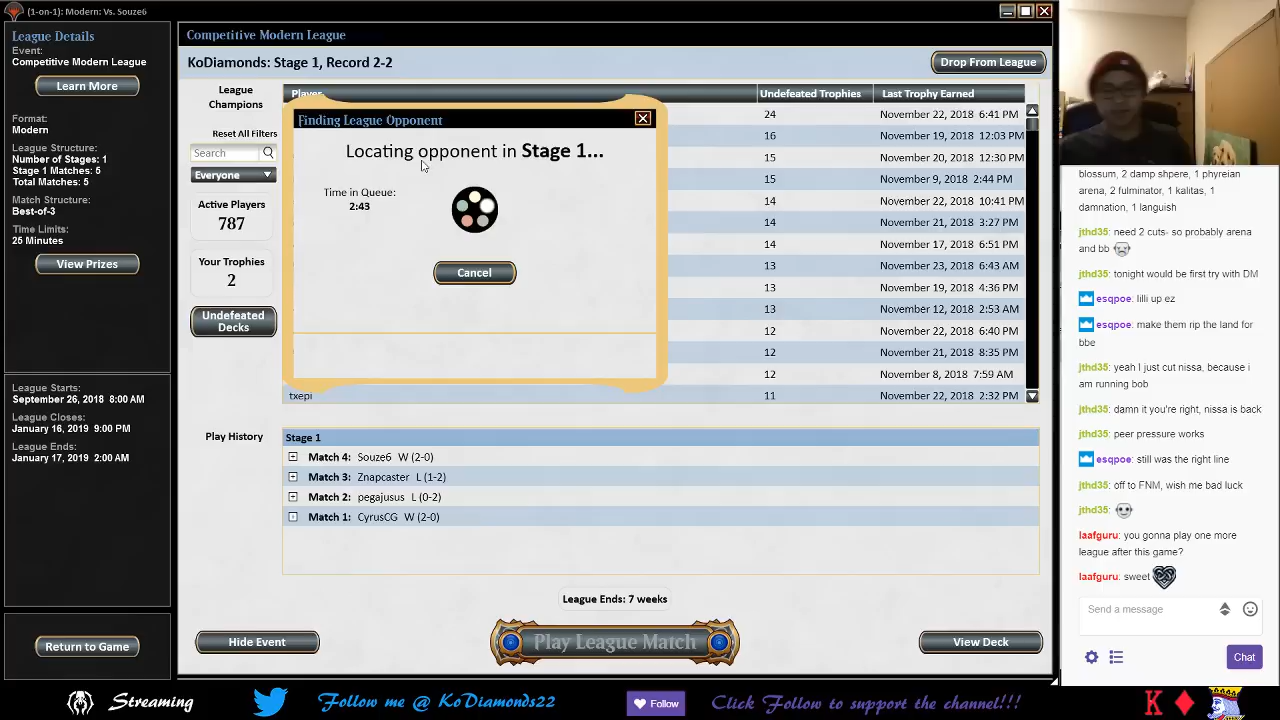 (1-on-1): Modern: Vs. Souze6
League Details
Event:
Competitive Modern League
Learn More
Format:
Modern
League Structure:
Number of Stages: 1
Stage 1 Matches: 5
Total Matches: 5
Match Structure:
Best-of-3
Time Limits:
25 Minutes
View Prizes
League Starts:
September 26, 2018 8:00 AM
League Closes:
January 16, 2019 9:00 PM
League Ends:
January 17, 2019 2:00 AM
Return to Game
Competitive Modern League
KoDiamonds: Stage 1, Record 2-2
Drop From League
League
Champions
Reset All Filters
Search
Everyone
Active Players
787
Your Trophies
2
Undefeated
Decks
Player
Undefeated Trophies
Last Trophy Earned
24 November 22, 2018 6:41 PM
16 November 19, 2018 12:03 PM
15 November 20, 2018 12:30 PM
15 November 9, 2018 2:44 PM
14 November 22, 2018 10:41 PM
14 November 21, 2018 3:27 PM
14 November 17, 2018 6:51 PM
13 November 23, 2018 6:43 AM
13 November 19, 2018 4:36 PM
13 November 12, 2018 2:53 AM
12 November 22, 2018 6:40 PM
12 November 21, 2018 8:35 PM
12 November 8, 2018 7:59 AM
txepi 11 November 22, 2018 2:32 PM
Finding League Opponent
Locating opponent in Stage 1...
Time in Queue:
2:43
Cancel
Play History
Stage 1
Match 4: Souze6 W (2-0)
Match 3: Znapcaster L (1-2)
Match 2: pegajusus L (0-2)
Match 1: CyrusCG W (2-0)
League Ends: 7 weeks
Hide Event
Play League Match
View Deck
blossum, 2 damp shpere, 1 phyreian
arena, 2 fulminator, 1 kalitas, 1
damnation, 1 languish
jthd35: need 2 cuts- so probably arena
and bb
jthd35: tonight would be first try with DM
esqpoe: lilli up ez
esqpoe: make them rip the land for
bbe
jthd35: yeah I just cut nissa, because i
am running bob
jthd35: damn it you're right, nissa is back
jthd35: peer pressure works
esqpoe: still was the right line
jthd35: off to FNM, wish me bad luck
jthd35:
laafguru: you gonna play one more
league after this game?
laafguru: sweet
Send a message
Chat
Streaming
Follow me @ KoDiamonds22
Follow
Click Follow to support the channel!!!
K